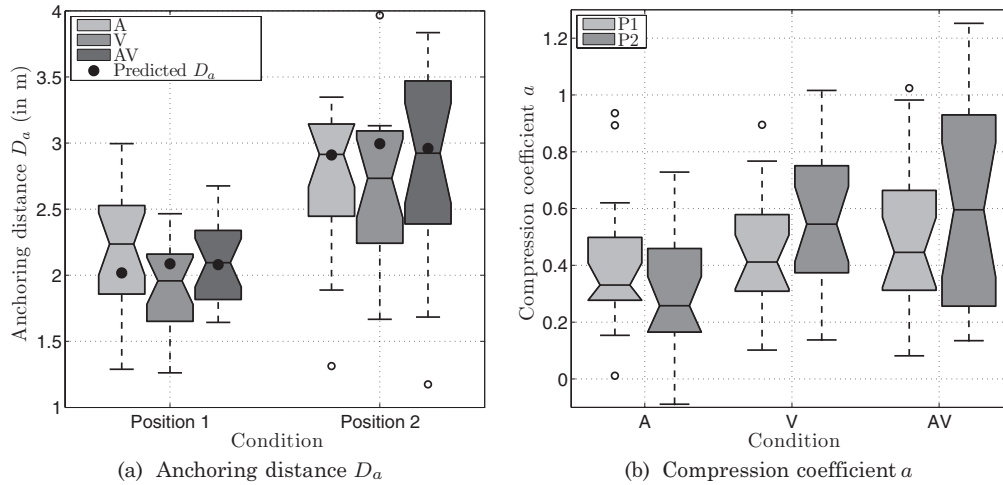 4
3.5
3
2.5
2
1.5
1
Anchoring distance D_a (in m)
A
V
AV
Predicted D_a
Position 1
Position 2
Condition
(a) Anchoring distance D_a
1.2
1
0.8
0.6
0.4
0.2
0
Compression coefficient a
P1
P2
A
V
AV
Condition
(b) Compression coefficient a